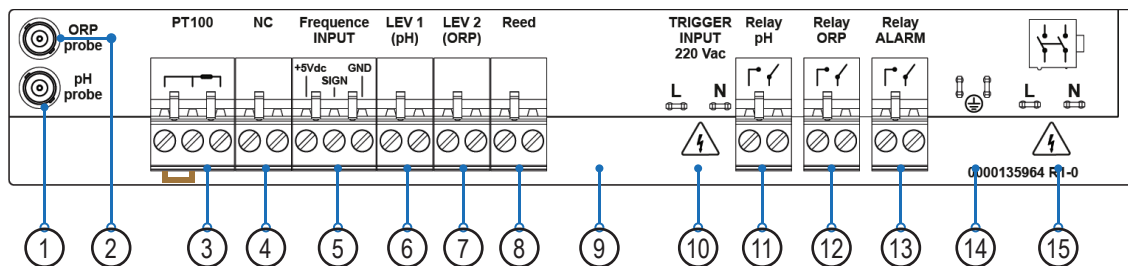 ORP
probe
pH
probe
PT100
NC
Frequence
INPUT
+5Vdc
SIGN
GND
LEV 1
(pH)
LEV 2
(ORP)
Reed
TRIGGER
INPUT
220 Vac
L N
Relay
pH
Relay
ORP
Relay
ALARM
L N
0000135964 R1-0
1 2 3 4 5 6 7 8 9 10 11 12 13 14 15